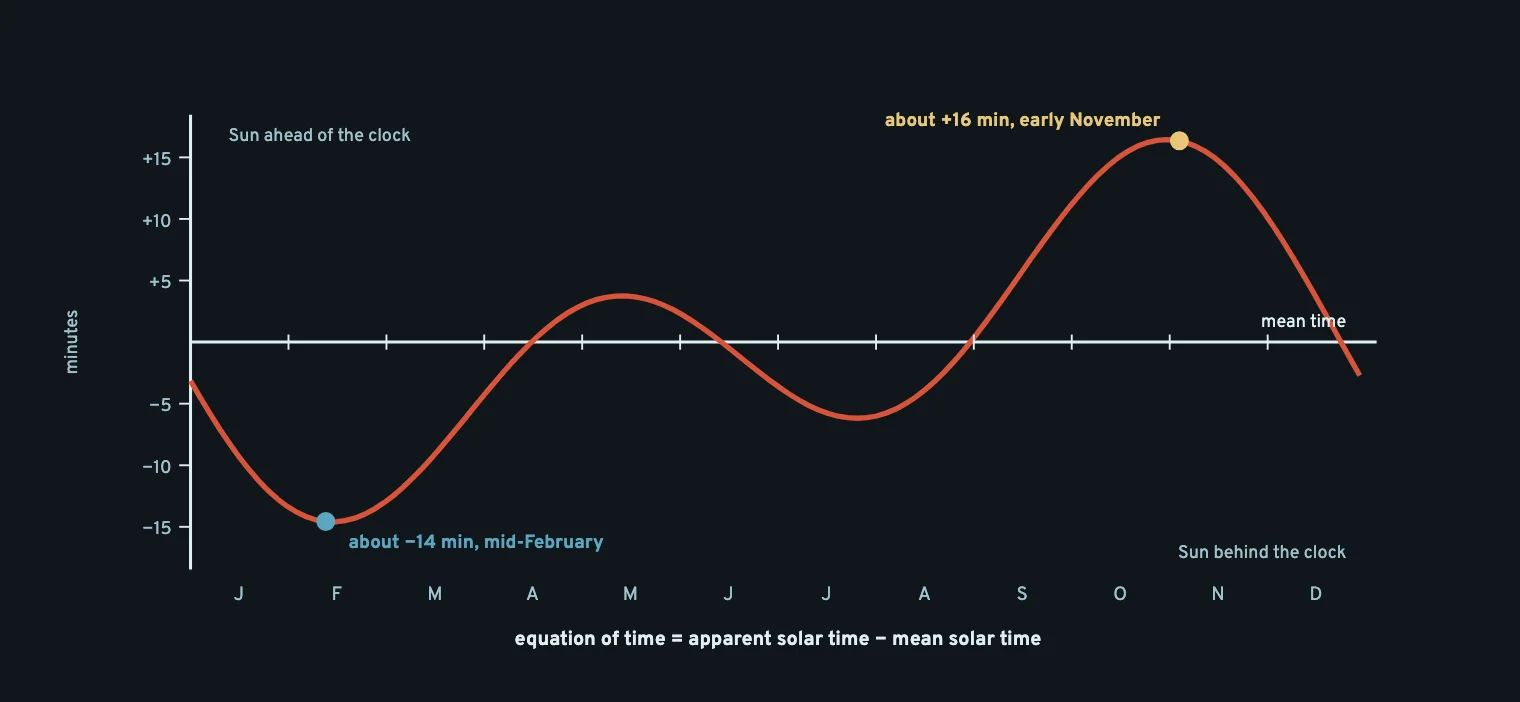 about +16 min, early November
Sun ahead of the clock
+15
+10
+5
mean time
minutes
−5
−10
−15
about −14 min, mid-February
Sun behind the clock
J F M A M J J A S O N D
equation of time = apparent solar time − mean solar time